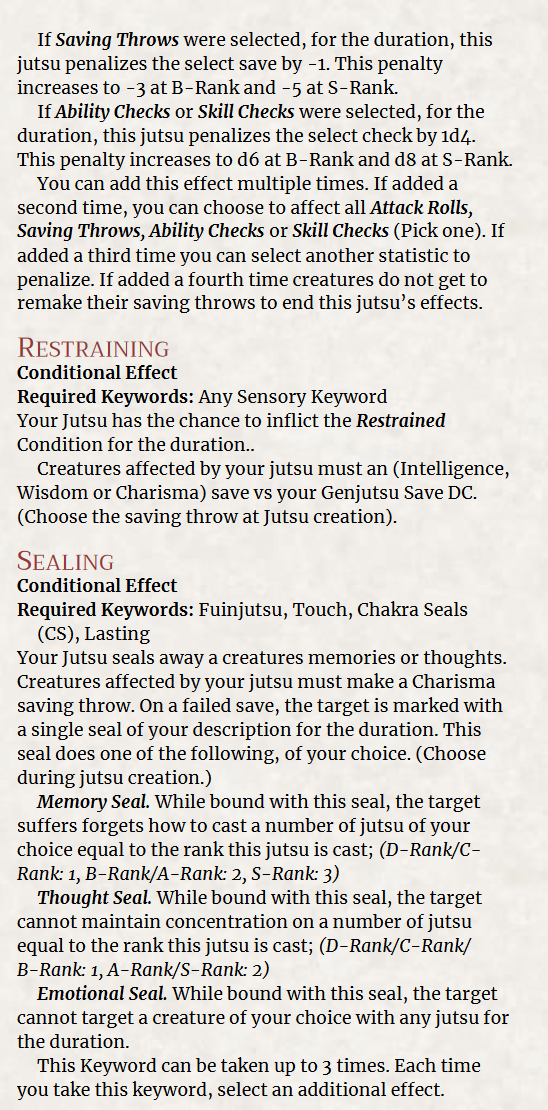 If Saving Throws were selected, for the duration, this
jutsu penalizes the select save by -1. This penalty
increases to -3 at B-Rank and -5 at S-Rank.
If Ability Checks or Skill Checks were selected, for the
duration, this jutsu penalizes the select check by 1d4.
This penalty increases to d6 at B-Rank and d8 at S-Rank.
You can add this effect multiple times. If added a
second time, you can choose to affect all Attack Rolls,
Saving Throws, Ability Checks or Skill Checks (Pick one). If
added a third time you can select another statistic to
penalize. If added a fourth time creatures do not get to
remake their saving throws to end this jutsu's effects.
RESTRAINING
Conditional Effect
Required Keywords: Any Sensory Keyword
Your Jutsu has the chance to inflict the Restrained
Condition for the duration..
Creatures affected by your jutsu must an (Intelligence,
Wisdom or Charisma) save vs your Genjutsu Save DC.
(Choose the saving throw at Jutsu creation).
SEALING
Conditional Effect
Required Keywords: Fuinjutsu, Touch, Chakra Seals
(CS), Lasting
Your Jutsu seals away a creatures memories or thoughts.
Creatures affected by your jutsu must make a Charisma
saving throw. On a failed save, the target is marked with
a single seal of your description for the duration. This
seal does one of the following, of your choice. (Choose
during jutsu creation.)
Memory Seal. While bound with this seal, the target
suffers forgets how to cast a number of jutsu of your
choice equal to the rank this jutsu is cast; (D-Rank/C-
Rank: 1, B-Rank/A-Rank: 2, S-Rank: 3)
Thought Seal. While bound with this seal, the target
cannot maintain concentration on a number of jutsu
equal to the rank this jutsu is cast; (D-Rank/C-Rank/
B-Rank: 1, A-Rank/S-Rank: 2)
Emotional Seal. While bound with this seal, the target
cannot target a creature of your choice with any jutsu for
the duration.
This Keyword can be taken up to 3 times. Each time
you take this keyword, select an additional effect.